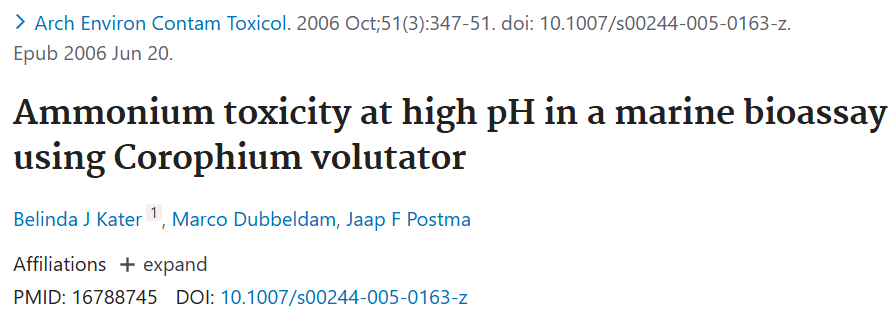 Arch Environ Contam Toxicol. 2006 Oct;51(3):347-51. doi: 10.1007/s00244-005-0163-z.
Epub 2006 Jun 20.
Ammonium toxicity at high pH in a marine bioassay
using Corophium volutator
Belinda J Kater 1, Marco Dubbeldam, Jaap F Postma
Affiliations + expand
PMID: 16788745 DOI: 10.1007/s00244-005-0163-z